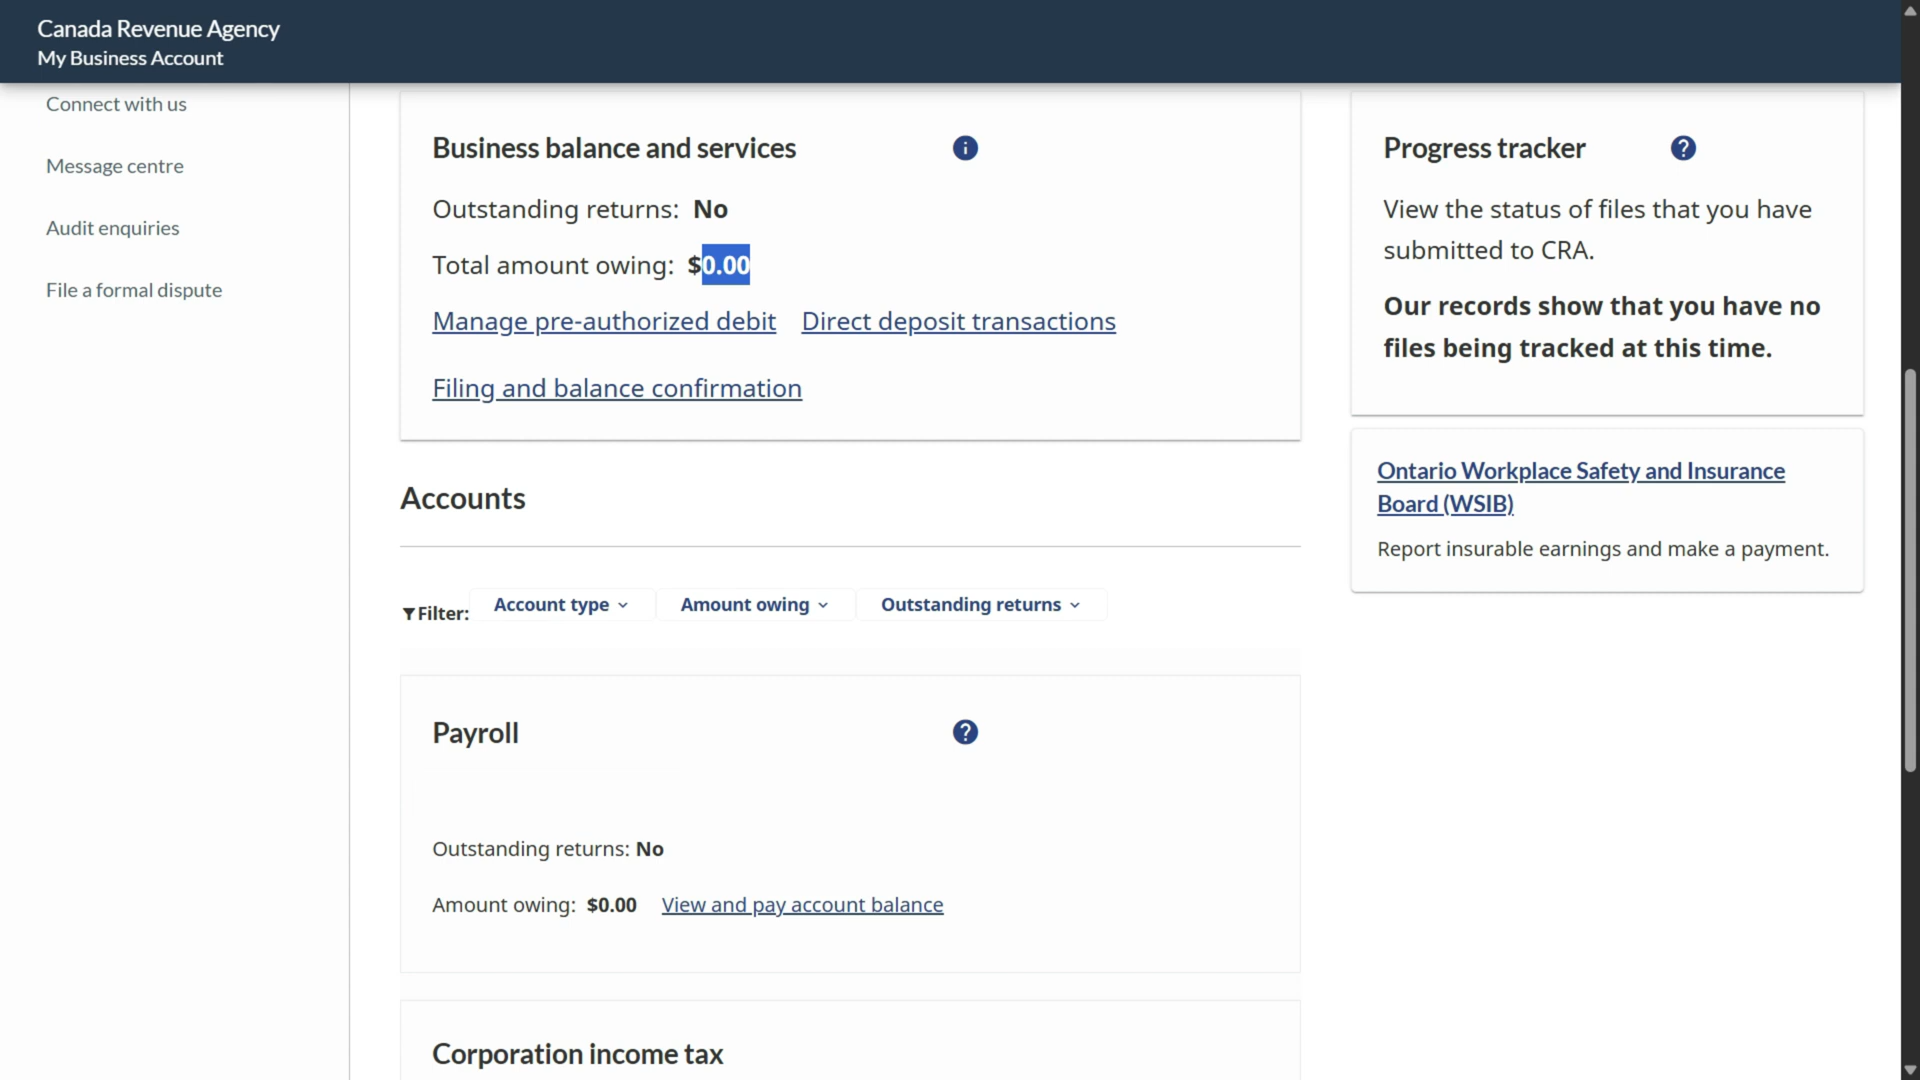 Canada Revenue Agency
My Business Account
Connect with us
Message centre
Audit enquiries
File a formal dispute
Business balance and services
Outstanding returns: No
Total amount owing: $0.00
Manage pre-authorized debit Direct deposit transactions
Filing and balance confirmation
Accounts
Filter: Account type Amount owing Outstanding returns
Payroll
Outstanding returns: No
Amount owing: $0.00 View and pay account balance
Corporation income tax
Progress tracker
View the status of files that you have
submitted to CRA.
Our records show that you have no
files being tracked at this time.
Ontario Workplace Safety and Insurance
Board (WSIB)
Report insurable earnings and make a payment.